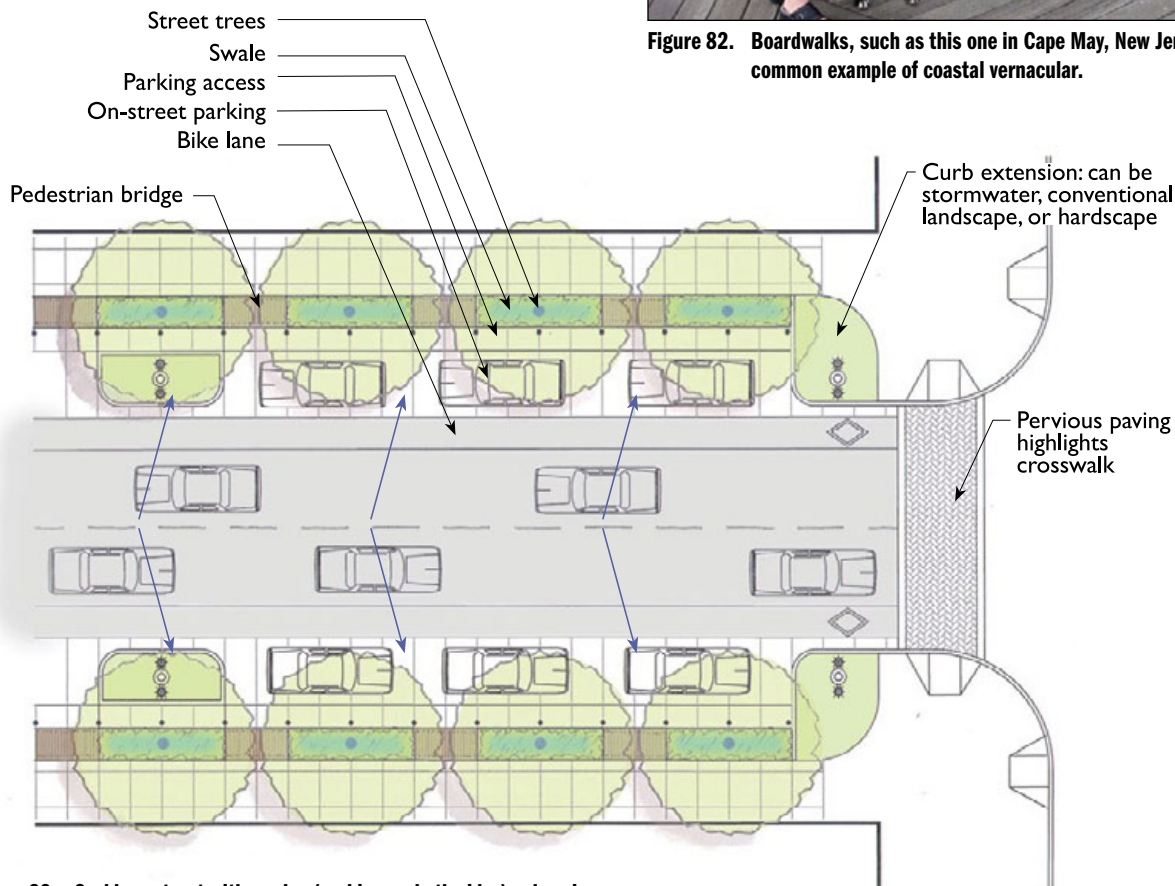 Street trees
Swale
Parking access
On-street parking
Bike lane
Pedestrian bridge
Figure 82. Boardwalks, such as this one in Cape May, New Jer
common example of coastal vernacular.
Curb extension: can be
stormwater, conventional
landscape, or hardscape
Pervious paving
highlights
crosswalk